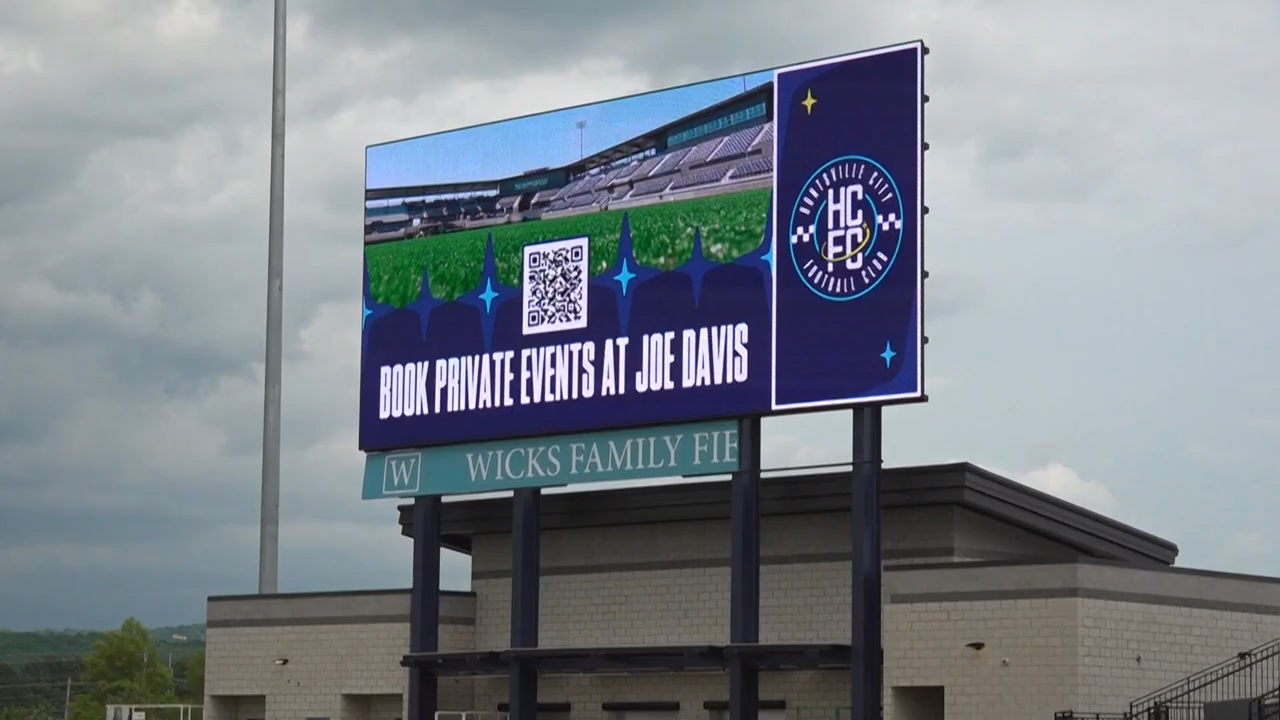 HUNTSVILLE CITY
HC
FC
FOOTBALL CLUB
BOOK PRIVATE EVENTS AT JOE DAVIS
W WICKS FAMILY FIE